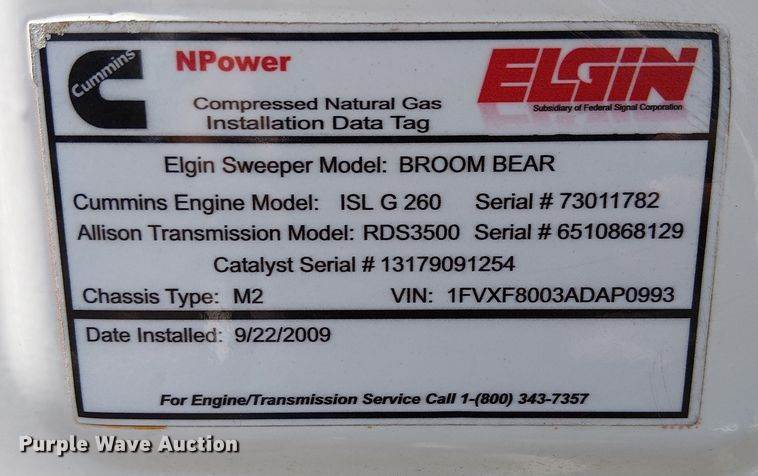 Cummins
NPower
ELGIN
Subsidiary of Federal Signal Corporation
Compressed Natural Gas
Installation Data Tag
Elgin Sweeper Model: BROOM BEAR
Cummins Engine Model: ISL G 260 Serial # 73011782
Allison Transmission Model: RDS3500 Serial # 6510868129
Catalyst Serial # 13179091254
Chassis Type: M2 VIN: 1FVXF8003ADAP0993
Date Installed: 9/22/2009
For Engine/Transmission Service Call 1-(800) 343-7357
Purple Wave Auction